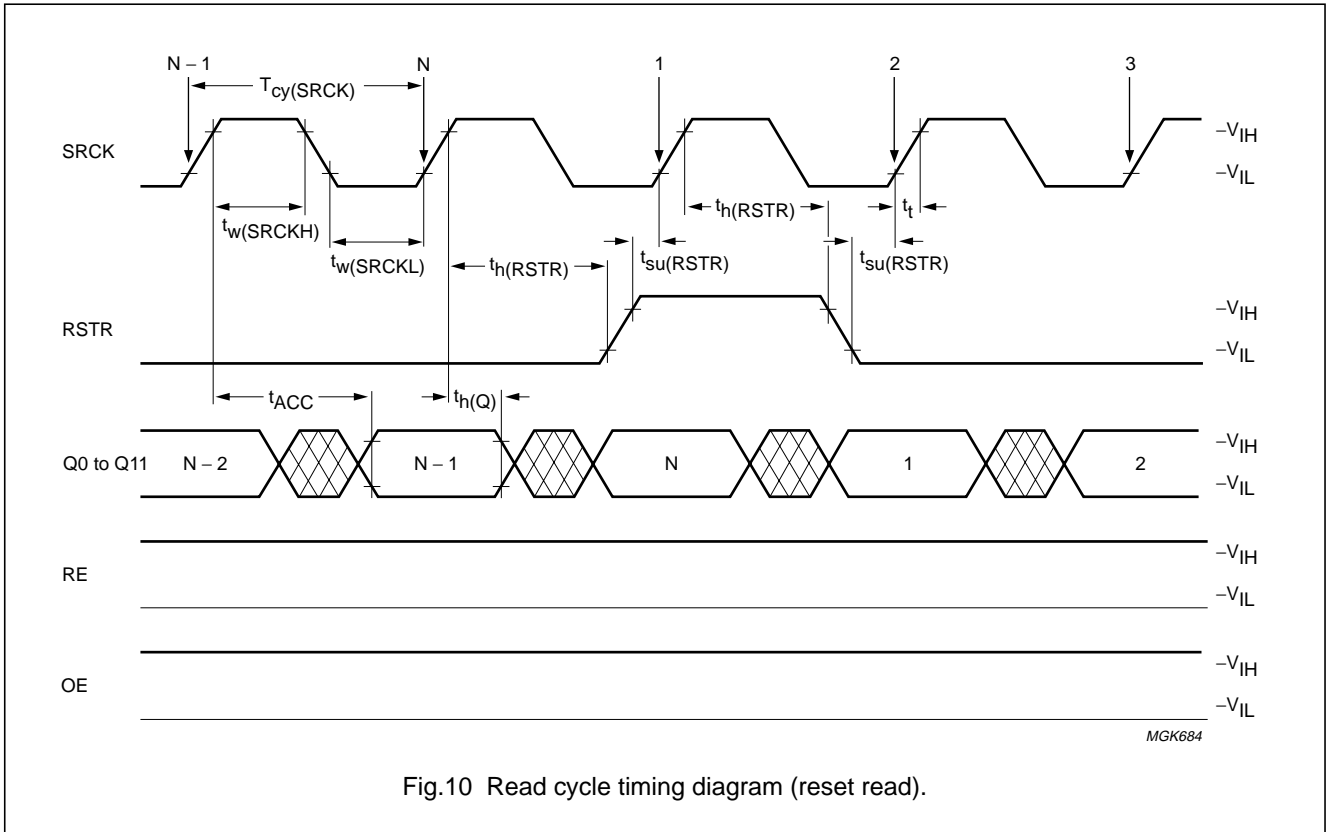 N – 1 N 1 2 3
Tcy(SRCK)
SRCK –VIH
–VIL
tw(SRCKH) th(RSTR) tt
tw(SRCKL) th(RSTR) tsu(RSTR) tsu(RSTR)
RSTR –VIH
–VIL
tACC th(Q)
Q0 to Q11 N – 2 N – 1 N 1 2 –VIH
–VIL
RE –VIH
–VIL
OE –VIH
–VIL
MGK684
Fig.10 Read cycle timing diagram (reset read).